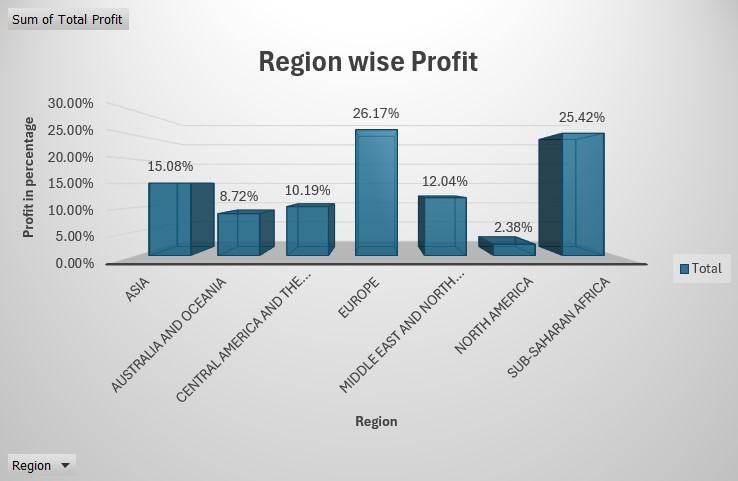 Sum of Total Profit
Region wise Profit
30.00%
25.00%
20.00%
15.00%
10.00%
5.00%
0.00%
Profit in percentage
15.08%
8.72%
10.19%
26.17%
12.04%
2.38%
25.42%
Total
ASIA
AUSTRALIA AND OCEANIA
CENTRAL AMERICA AND THE...
EUROPE
MIDDLE EAST AND NORTH...
NORTH AMERICA
SUB-SAHARAN AFRICA
Region
Region